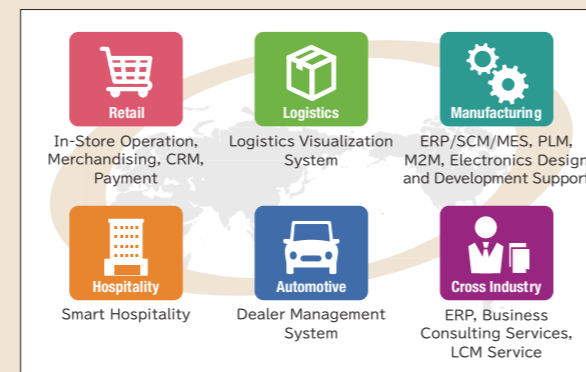 Retail
In-Store Operation,
Merchandising, CRM,
Payment
Logistics
Logistics Visualization
System
Manufacturing
ERP/SCM/MES, PLM,
M2M, Electronics Design
and Development Support
Hospitality
Smart Hospitality
Automotive
Dealer Management
System
Cross Industry
ERP, Business
Consulting Services,
LCM Service